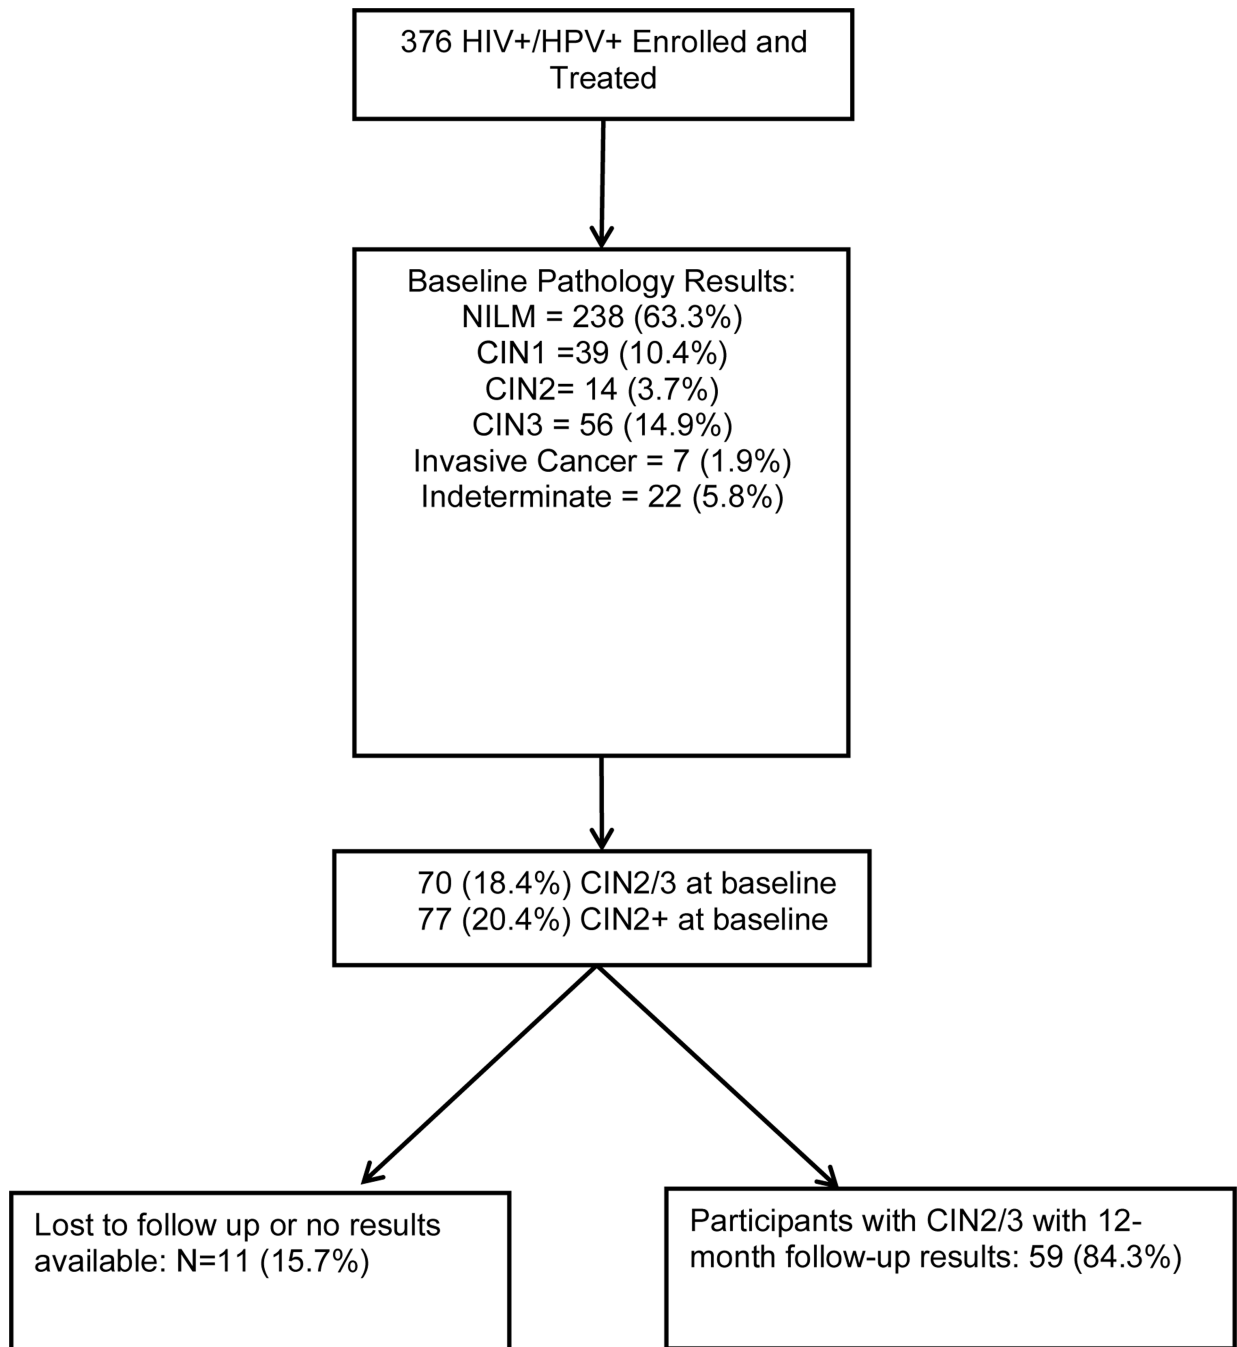 376 HIV+/HPV+ Enrolled and
Treated
Baseline Pathology Results:
NILM = 238 (63.3%)
CIN1 =39 (10.4%)
CIN2= 14 (3.7%)
CIN3 = 56 (14.9%)
Invasive Cancer = 7 (1.9%)
Indeterminate = 22 (5.8%)
70 (18.4%) CIN2/3 at baseline
77 (20.4%) CIN2+ at baseline
Lost to follow up or no results
available: N=11 (15.7%)
Participants with CIN2/3 with 12-
month follow-up results: 59 (84.3%)